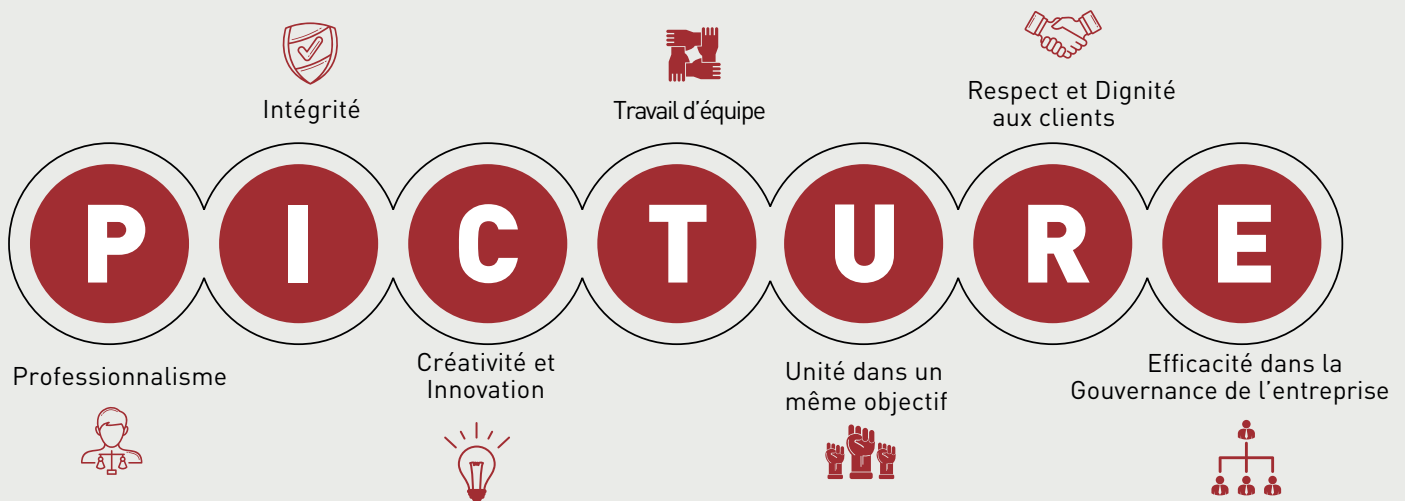 Intégrité
Travail d'équipe
Respect et Dignité
aux clients
P I C T U R E
Professionnalisme
Créativité et
Innovation
Unité dans un
même objectif
Efficacité dans la
Gouvernance de l'entreprise